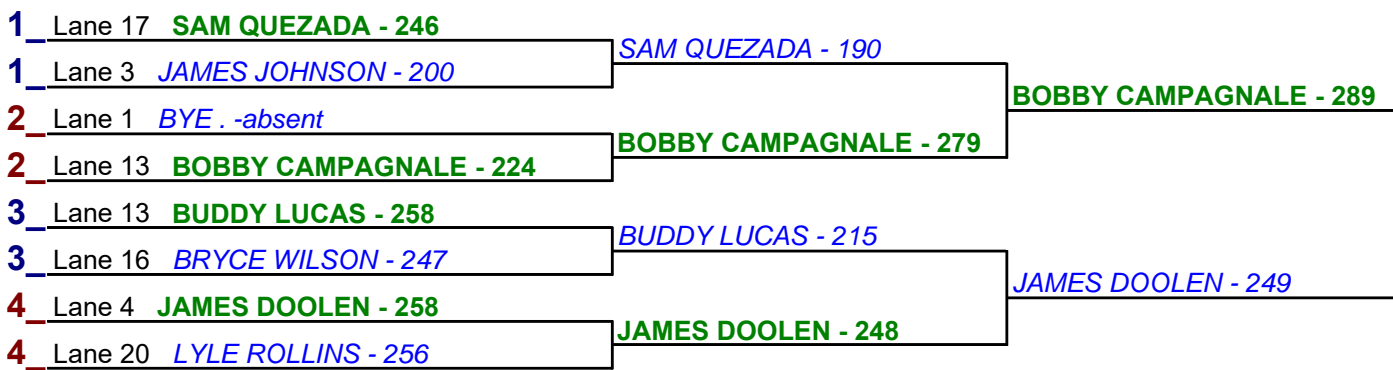 1_ Lane 17 SAM QUEZADA - 246
SAM QUEZADA - 190
1_ Lane 3 JAMES JOHNSON - 200
BOBBY CAMPAGNALE - 289
2_ Lane 1 BYE . -absent
BOBBY CAMPAGNALE - 279
2_ Lane 13 BOBBY CAMPAGNALE - 224
3_ Lane 13 BUDDY LUCAS - 258
BUDDY LUCAS - 215
3_ Lane 16 BRYCE WILSON - 247
JAMES DOOLEN - 249
4_ Lane 4 JAMES DOOLEN - 258
JAMES DOOLEN - 248
4_ Lane 20 LYLE ROLLINS - 256